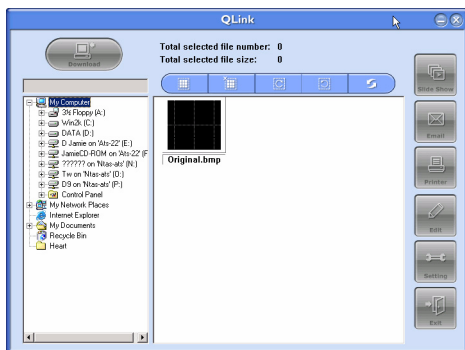 QLink
Download
Total selected file number: 0
Total selected file size: 0
My Computer
3½ Floppy (A:)
Win2k (C:)
DATA (D:)
D Jamie on 'Ats-22' (E:)
JamieCD-ROM on 'Ats-22' (F
?????? on 'Ntas-ats' (N:)
Tw on 'Ntas-ats' (O:)
D9 on 'Ntas-ats' (P:)
Control Panel
My Network Places
Internet Explorer
My Documents
Recycle Bin
Heart
Original.bmp
Slide Show
Email
Printer
Edit
Setting
Exit